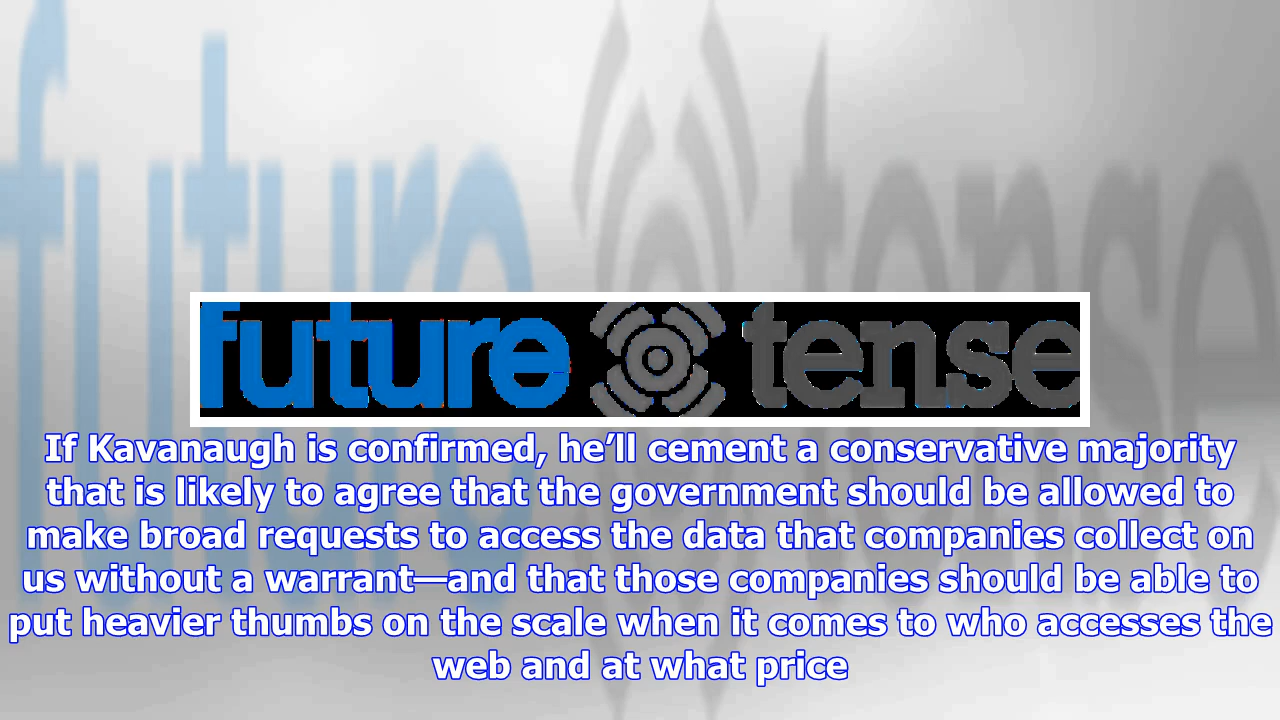 future tense
If Kavanaugh is confirmed, he’ll cement a conservative majority
that is likely to agree that the government should be allowed to
make broad requests to access the data that companies collect on
us without a warrant—and that those companies should be able to
put heavier thumbs on the scale when it comes to who accesses the
web and at what price